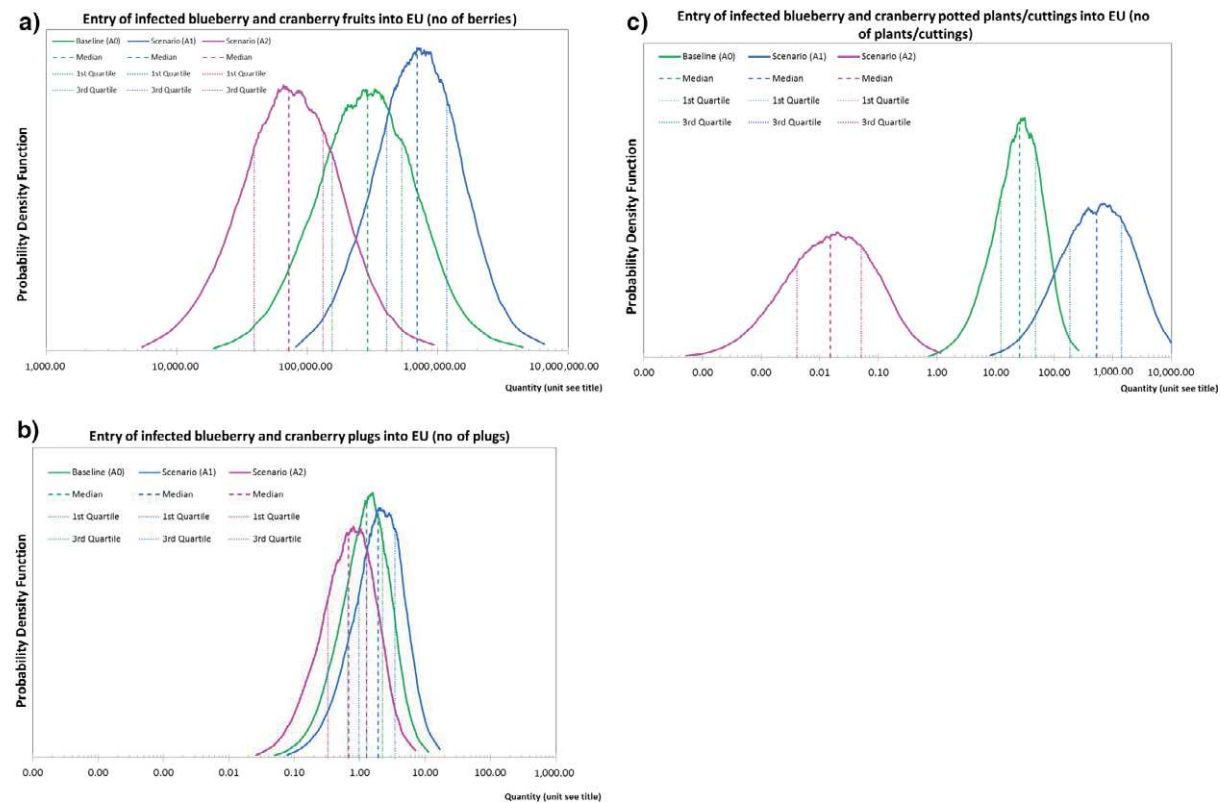 a)
Entry of infected blueberry and cranberry fruits into EU (no of berries)
Baseline (A0) Scenario (A1) Scenario (A2)
Median Median Median
1st Quartile 1st Quartile 1st Quartile
3rd Quartile 3rd Quartile 3rd Quartile
Probability Density Function
1,000.00 10,000.00 100,000.00 1,000,000.00 10,000,000.00
Quantity (unit see title)
b)
Entry of infected blueberry and cranberry plugs into EU (no of plugs)
Baseline (A0) Scenario (A1) Scenario (A2)
Median Median Median
1st Quartile 1st Quartile 1st Quartile
3rd Quartile 3rd Quartile 3rd Quartile
Probability Density Function
0.00 0.00 0.00 0.01 0.10 1.00 10.00 100.00 1,000.00
Quantity (unit see title)
c)
Entry of infected blueberry and cranberry potted plants/cuttings into EU (no
of plants/cuttings)
Baseline (A0) Scenario (A1) Scenario (A2)
Median Median Median
1st Quartile 1st Quartile 1st Quartile
3rd Quartile 3rd Quartile 3rd Quartile
Probability Density Function
0.00 0.00 0.00 0.01 0.10 1.00 10.00 100.00 1,000.00 10,000.00
Quantity (unit see title)